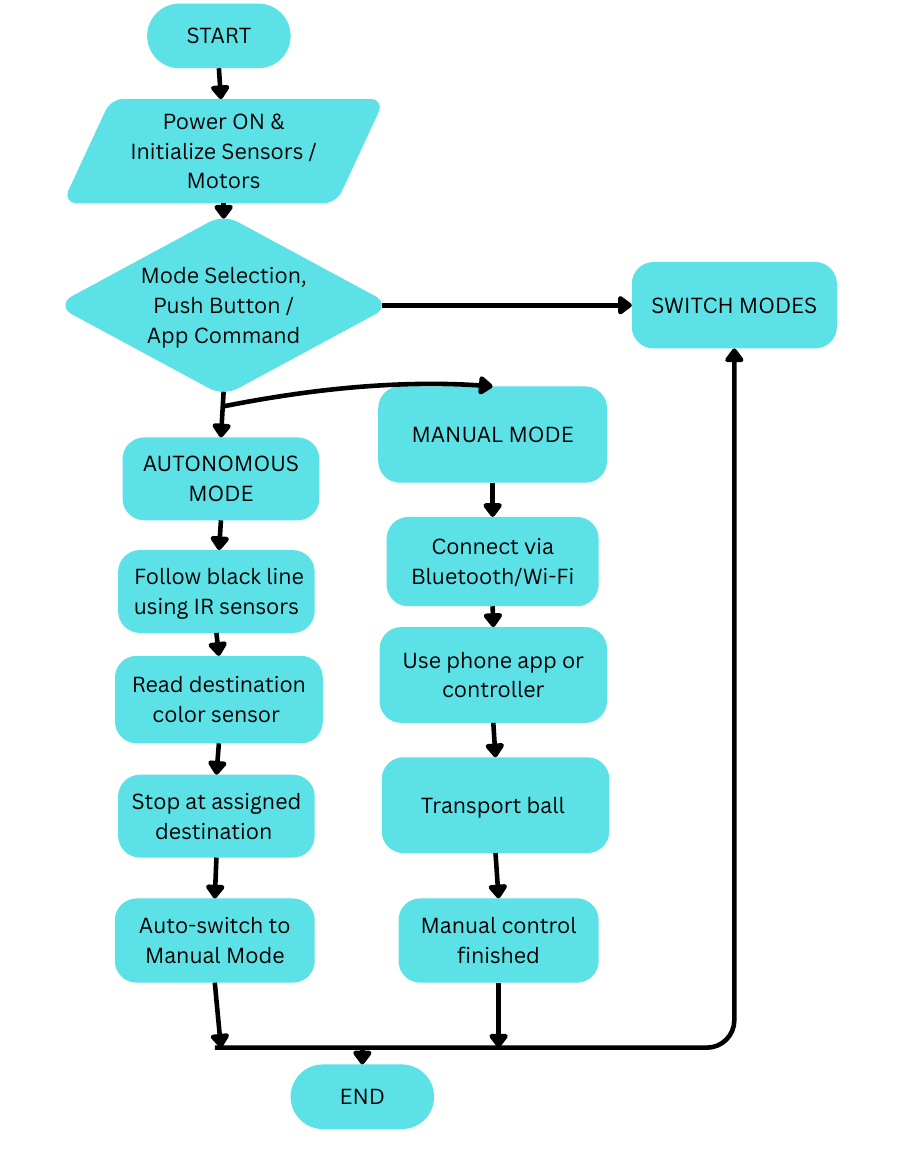 START
Power ON &
Initialize Sensors /
Motors
Mode Selection,
Push Button /
App Command
SWITCH MODES
AUTONOMOUS
MODE
Follow black line
using IR sensors
Read destination
color sensor
Stop at assigned
destination
Auto-switch to
Manual Mode
MANUAL MODE
Connect via
Bluetooth/Wi-Fi
Use phone app or
controller
Transport ball
Manual control
finished
END